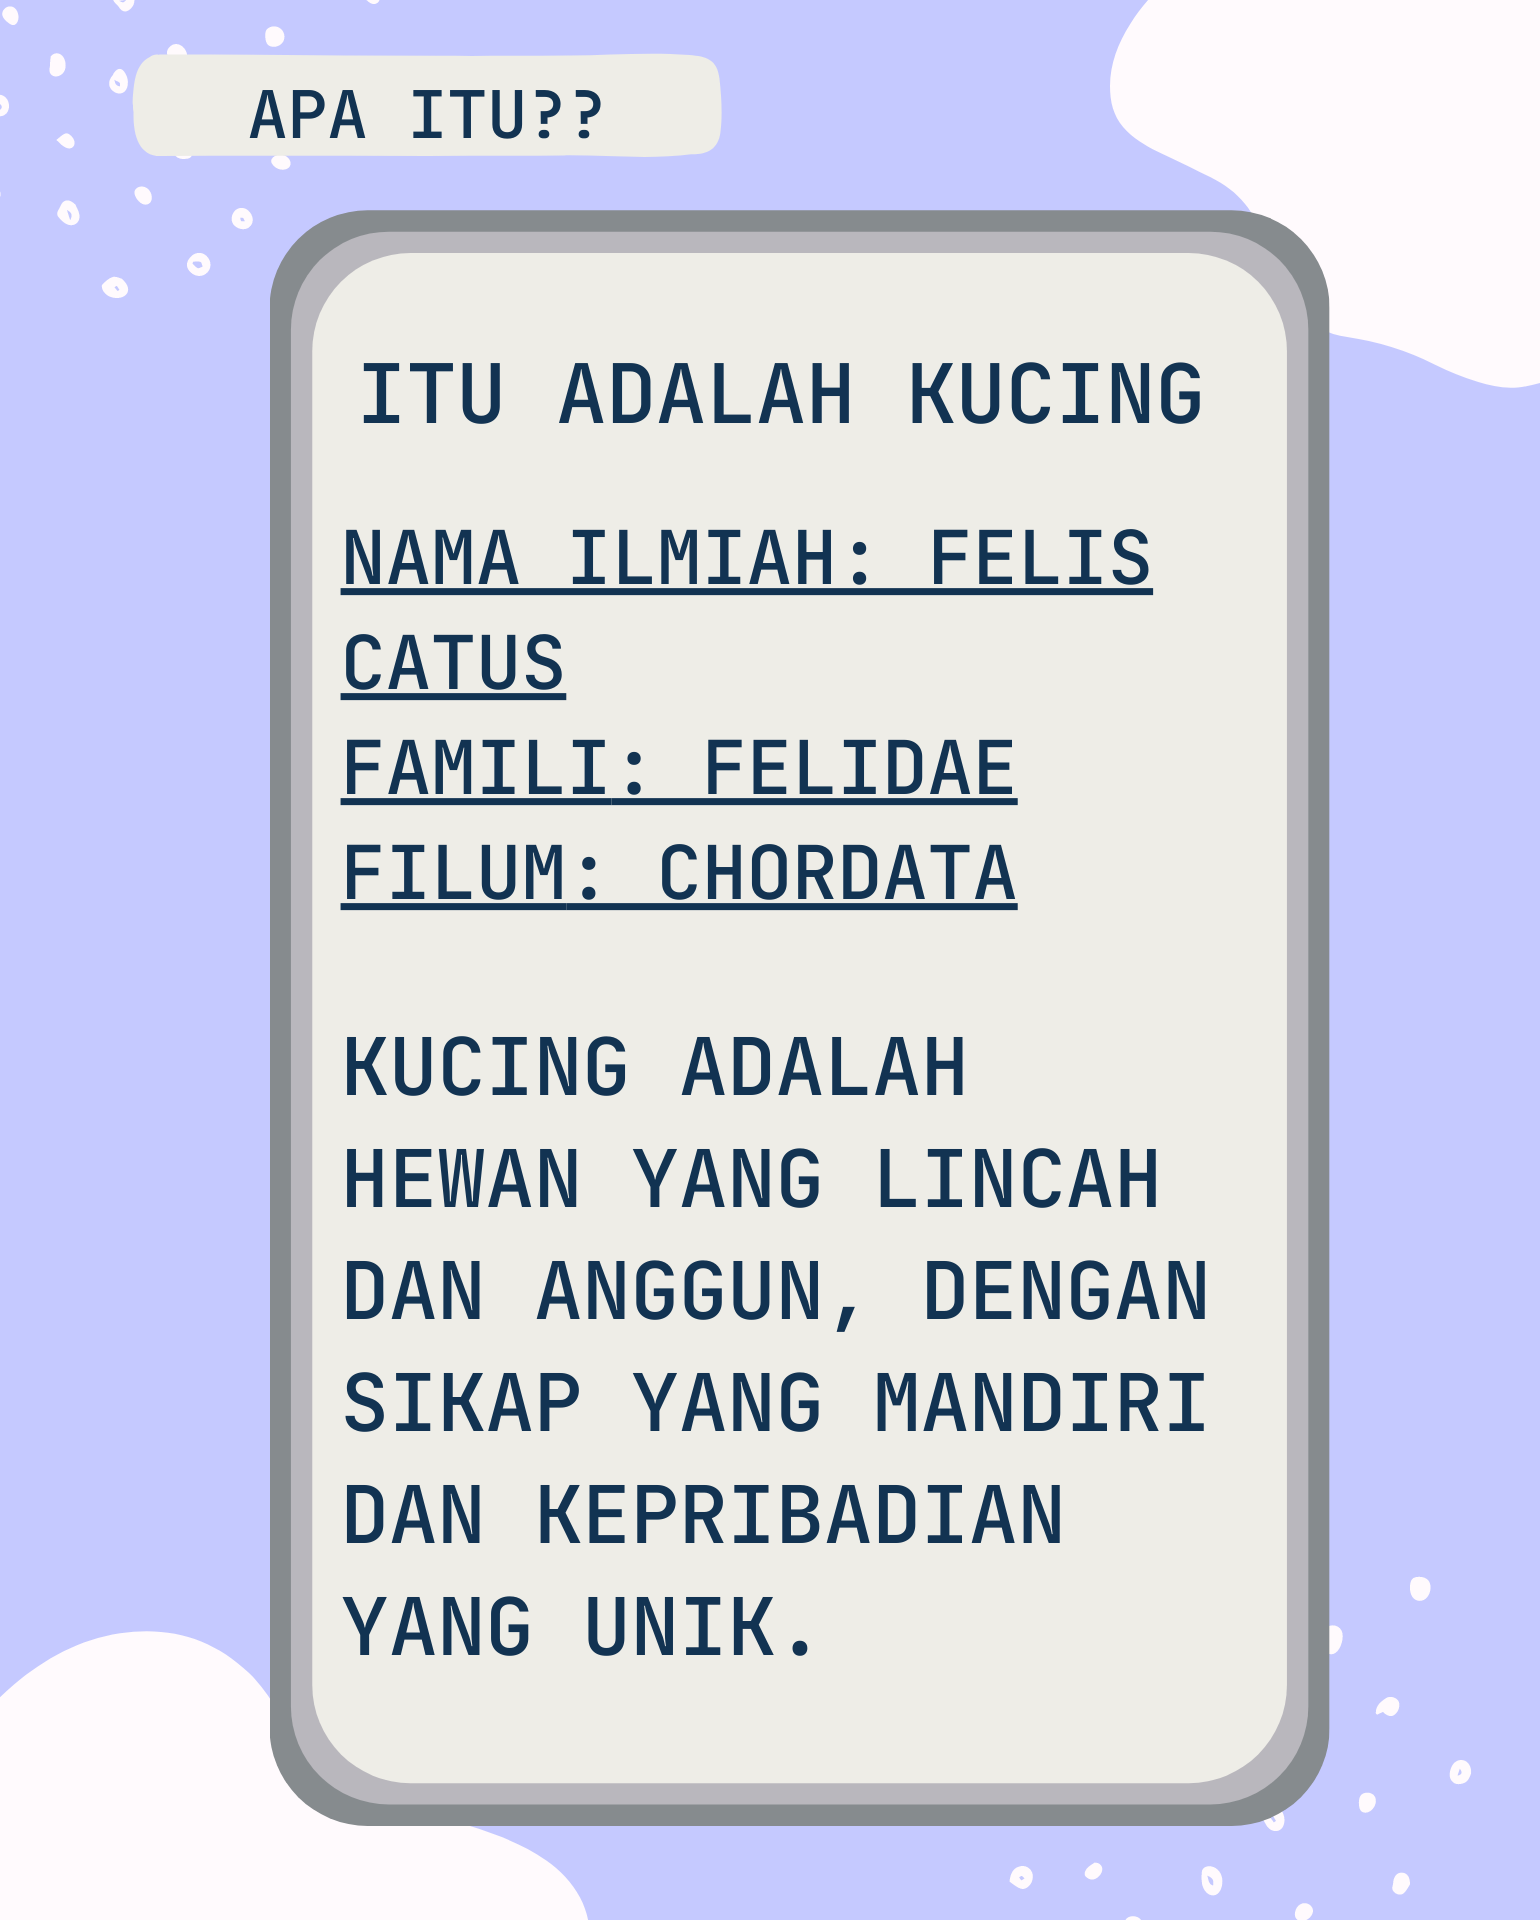 APA ITU??
ITU ADALAH KUCING
NAMA ILMIAH: FELIS
CATUS
FAMILI: FELIDAE
FILUM: CHORDATA
KUCING ADALAH
HEWAN YANG LINCAH
DAN ANGGUN, DENGAN
SIKAP YANG MANDIRI
DAN KEPRIBADIAN
YANG UNIK.